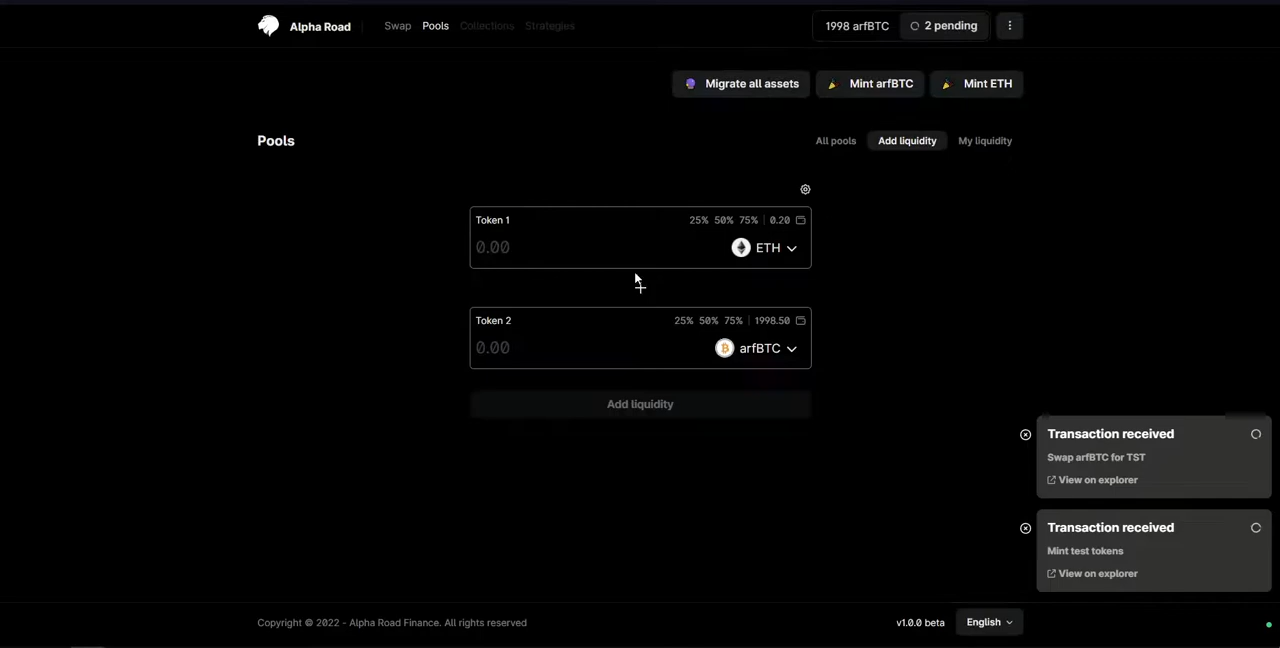 Alpha Road Swap Pools Collections Strategies 1998 arfBTC 2 pending
Migrate all assets Mint arfBTC Mint ETH
Pools All pools Add liquidity My liquidity
Token 1 25% 50% 75% | 0.20
0.00 ETH
Token 2 25% 50% 75% | 1998.50
0.00 arfBTC
Add liquidity
Transaction received
Swap arfBTC for TST
View on explorer
Transaction received
Mint test tokens
View on explorer
Copyright © 2022 - Alpha Road Finance. All rights reserved v1.0.0 beta English